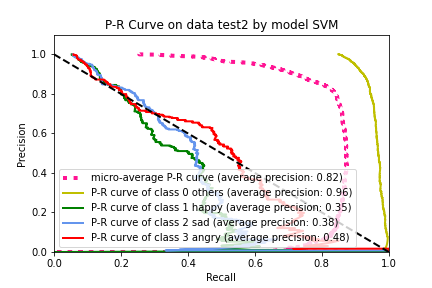 P-R Curve on data test2 by model SVM
1.0
0.8
0.6
0.4
0.2
0.0
Precision
micro-average P-R curve (average precision: 0.82)
P-R curve of class 0 others (average precision: 0.96)
P-R curve of class 1 happy (average precision: 0.35)
P-R curve of class 2 sad (average precision: 0.38)
P-R curve of class 3 angry (average precision: 0.48)
0.0 0.2 0.4 0.6 0.8 1.0
Recall